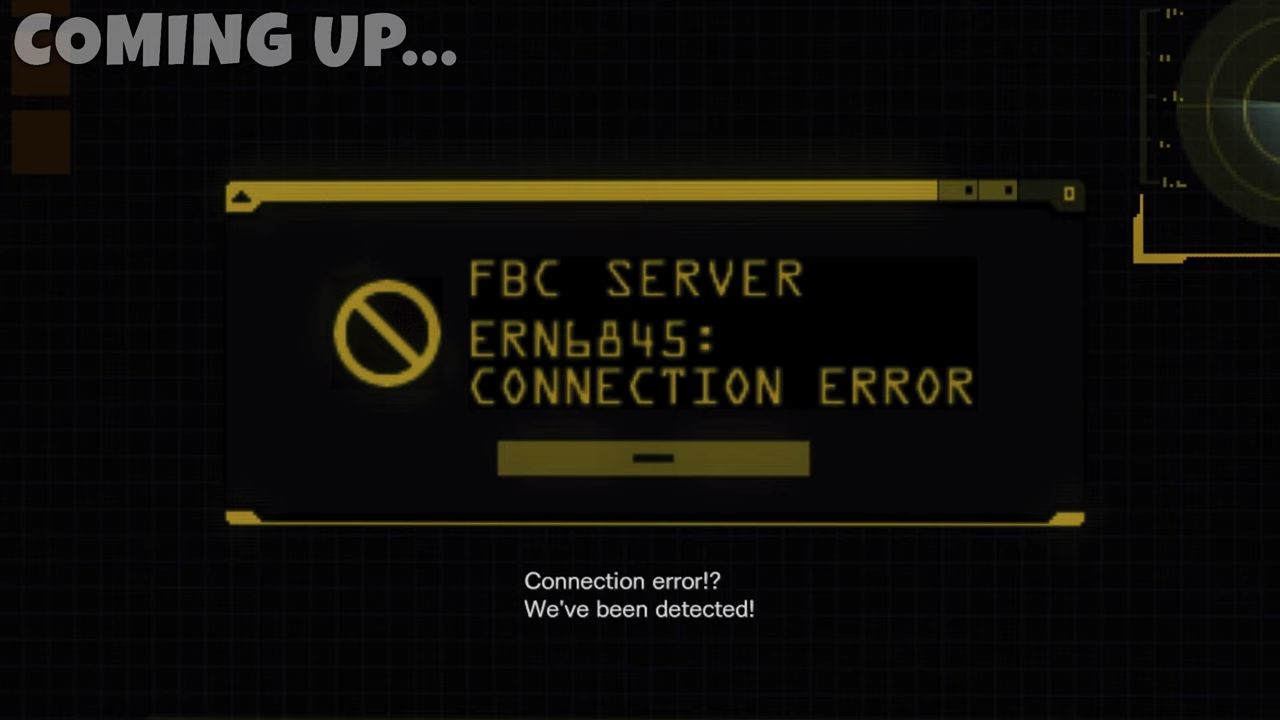 COMING UP...
FBC SERVER
ERN6845:
CONNECTION ERROR
Connection error!?
We've been detected!